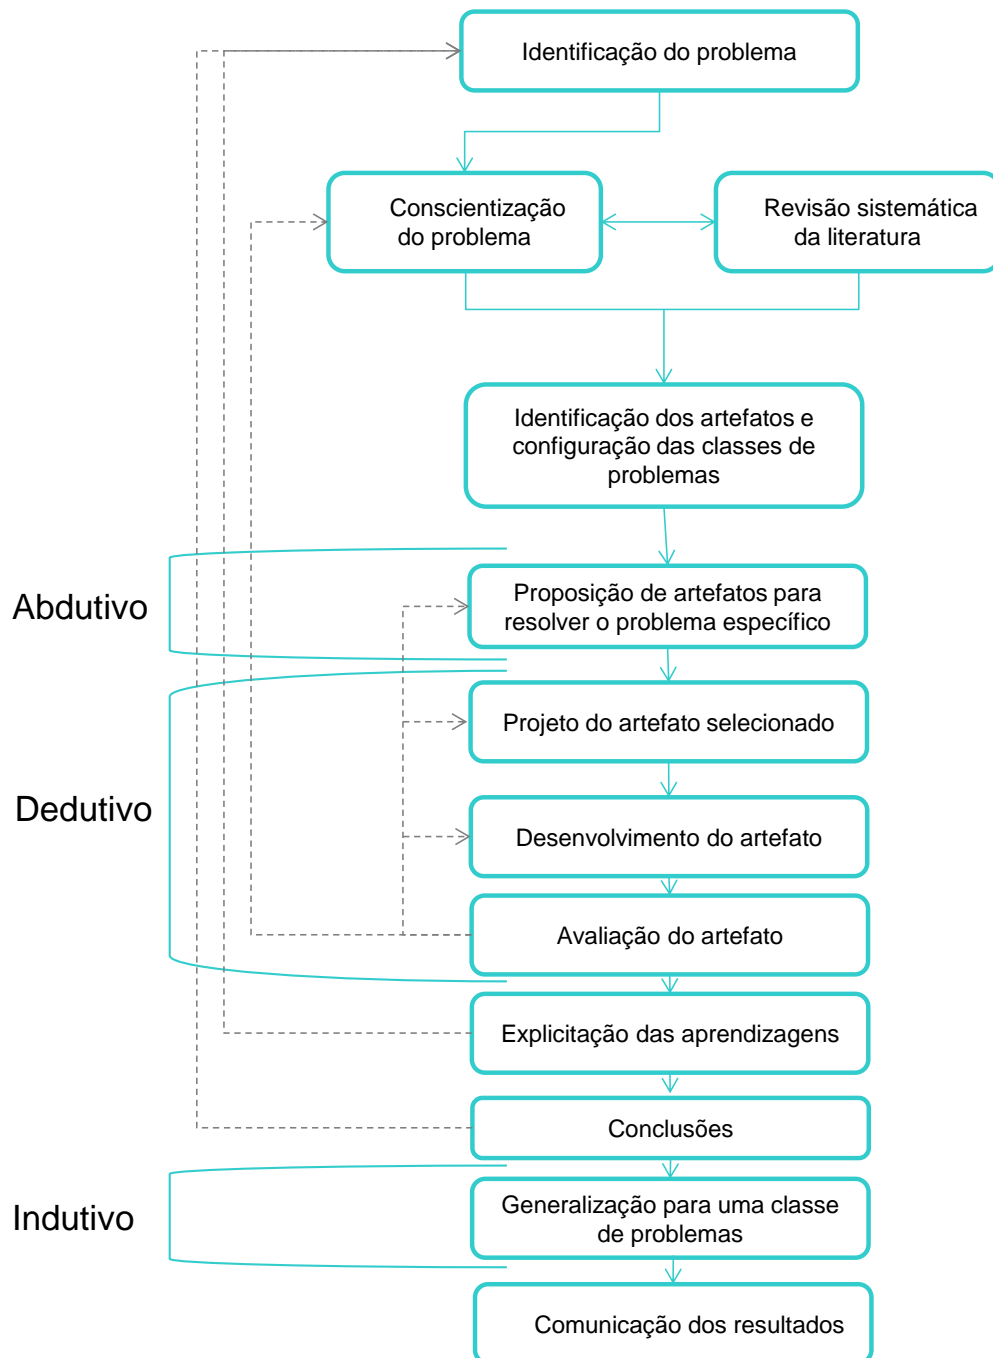 Identificação do problema
Conscientização
do problema
Revisão sistemática
da literatura
Identificação dos artefatos e
configuração das classes de
problemas
Abdutivo
Proposição de artefatos para
resolver o problema específico
Projeto do artefato selecionado
Dedutivo
Desenvolvimento do artefato
Avaliação do artefato
Explicitação das aprendizagens
Conclusões
Indutivo
Generalização para uma classe
de problemas
Comunicação dos resultados